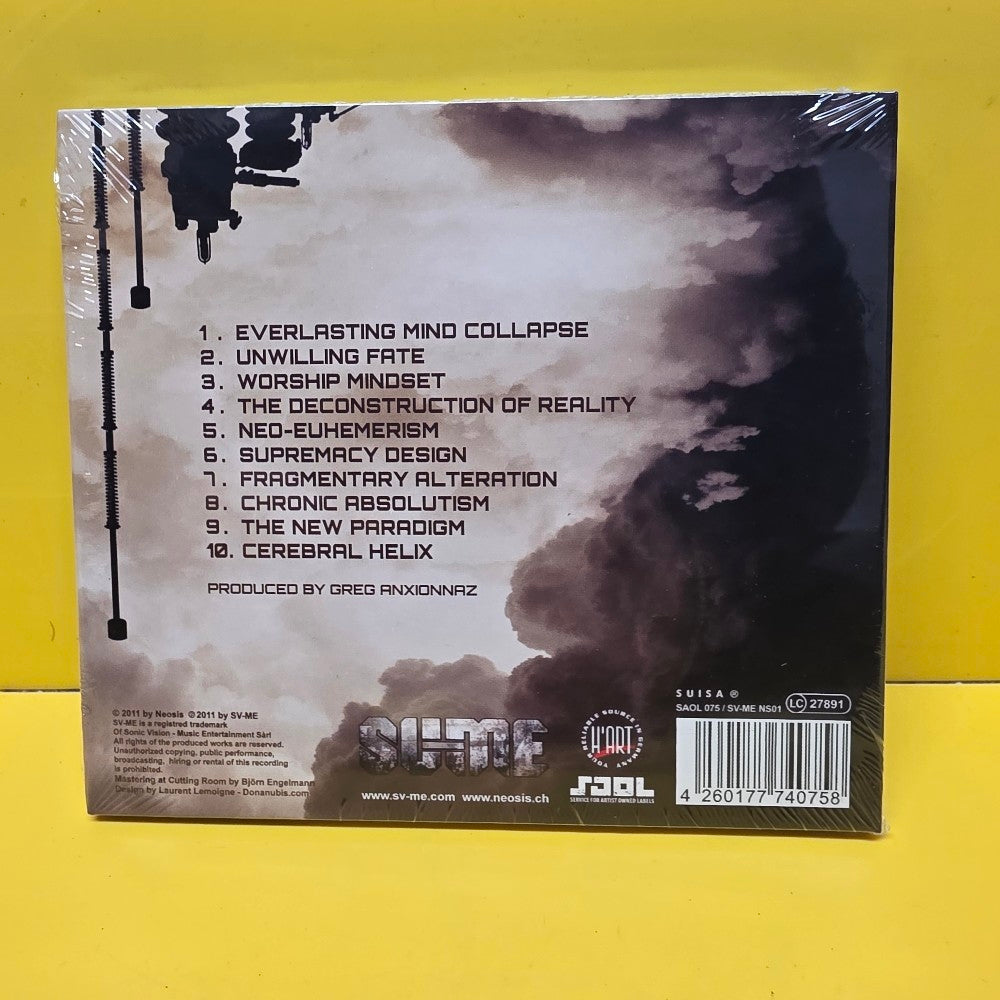 1. EVERLASTING MIND COLLAPSE
2. UNWILLING FATE
3. WORSHIP MINDSET
4. THE DECONSTRUCTION OF REALITY
5. NEO-EUHEMERISM
6. SUPREMACY DESIGN
7. FRAGMENTARY ALTERATION
8. CHRONIC ABSOLUTISM
9. THE NEW PARADIGM
10. CEREBRAL HELIX
PRODUCED BY GREG ANXIONNAZ
© 2011 by Neosis ℗ 2011 by SV-ME
SV-ME is a registred trademark
Of Sonic Vision - Music Entertainment Sàrl
All rights of the produced works are reserved.
Unauthorized copying, public performance,
broadcasting, hiring or rental of this recording
is prohibited.
Mastering at Cutting Room by Björn Engelmann
Design by Laurent Lemoigne - Donanubis.com
SV-ME
www.sv-me.com www.neosis.ch
YOUR RELIABLE SOURCE IN GERMANY
H'ART
SAOL
SERVICE FOR ARTIST OWNED LABELS
SUISA ®
SAOL 075 / SV-ME NS01
LC 27891
4 260177 740758